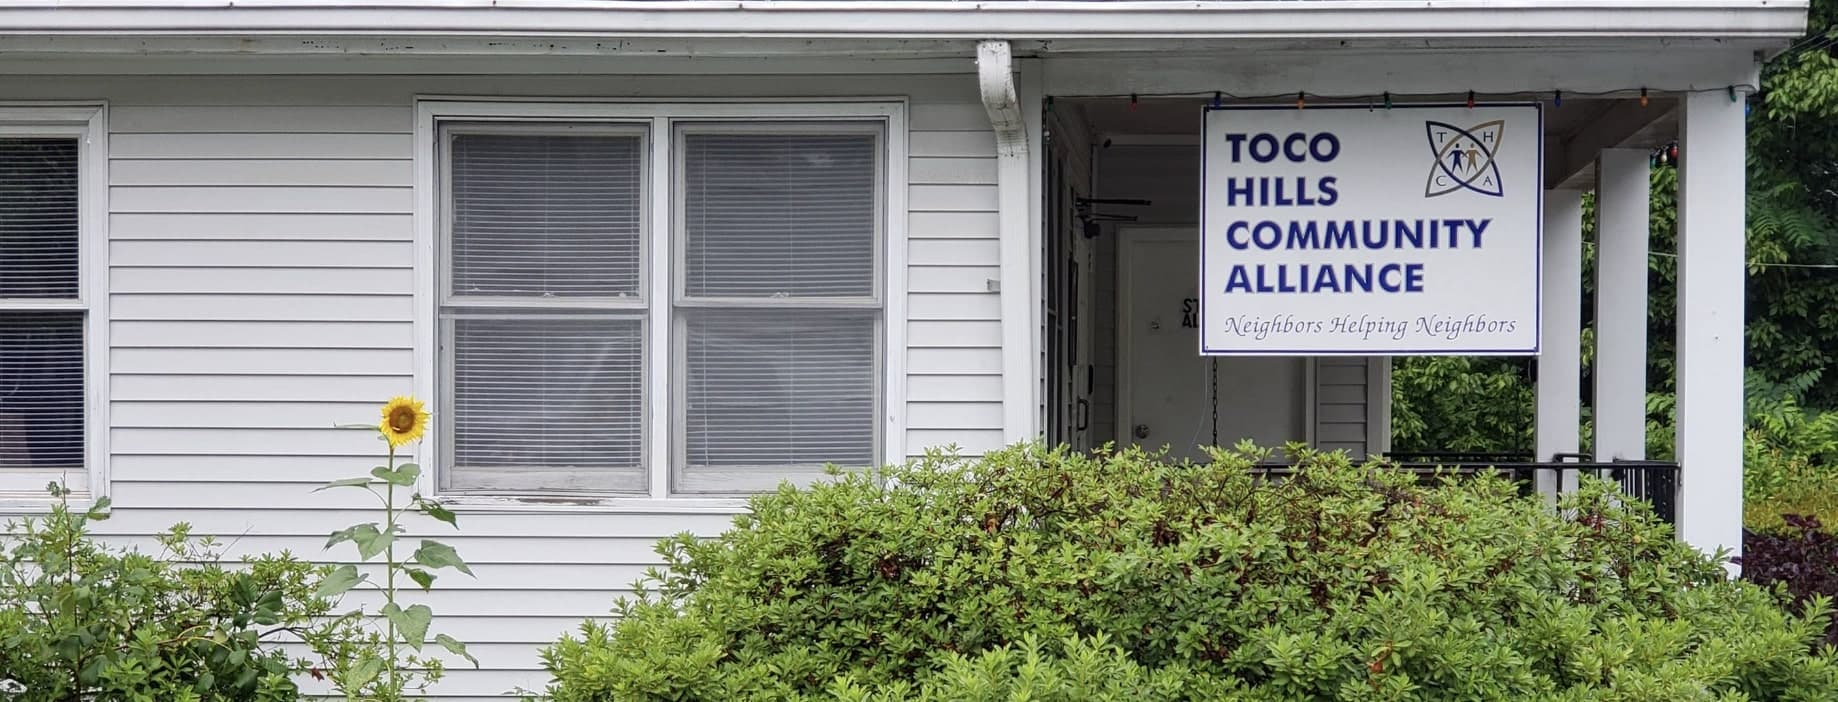 TOCO
HILLS
COMMUNITY
ALLIANCE
Neighbors Helping Neighbors
T H
C A